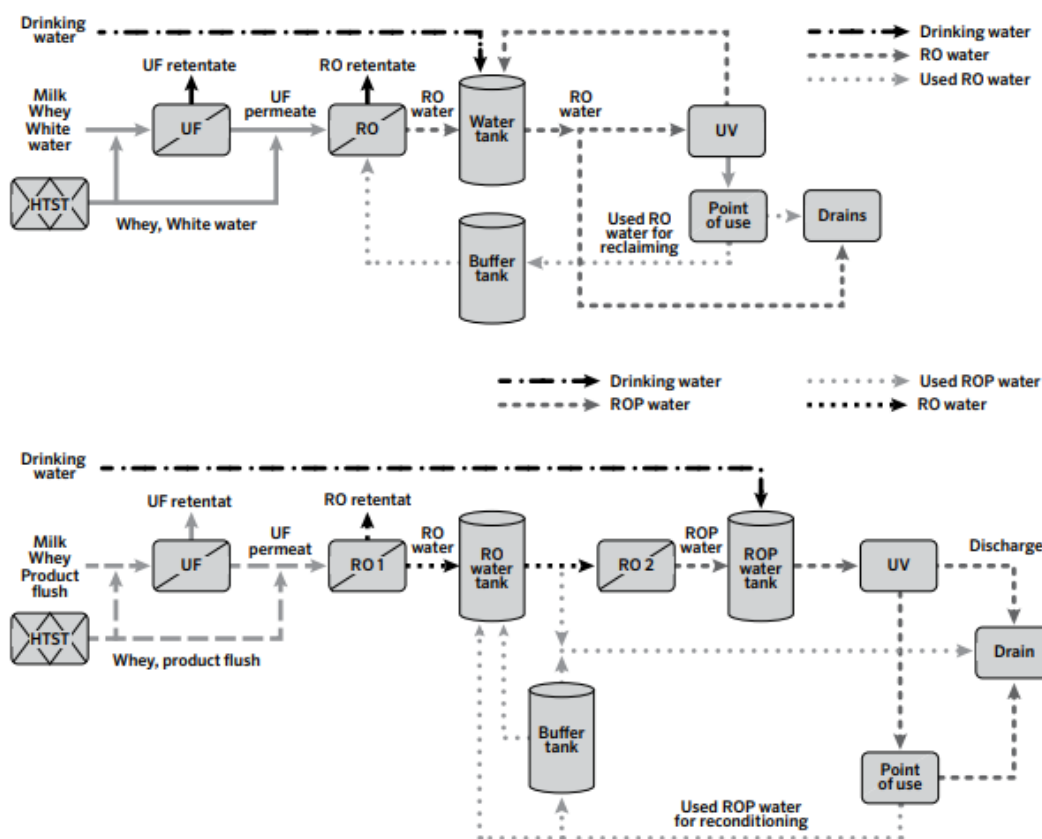 Drinking
water
Drinking water
RO water
Used RO water
UF retentate
RO retentate
Milk
Whey
White
water
UF
UF
permeate
RO
RO
water
Water
tank
RO
water
UV
HTST
Whey, White water
Buffer
tank
Used RO
water for
reclaiming
Point
of use
Drains
Drinking water
ROP water
Used ROP water
RO water
Drinking
water
UF retentat
RO retentat
Milk
Whey
Product
flush
UF
UF
permeat
RO 1
RO
water
RO
water
tank
RO 2
ROP
water
ROP
water
tank
UV
Discharge
HTST
Whey, product flush
Drain
Buffer
tank
Point
of use
Used ROP water
for reconditioning